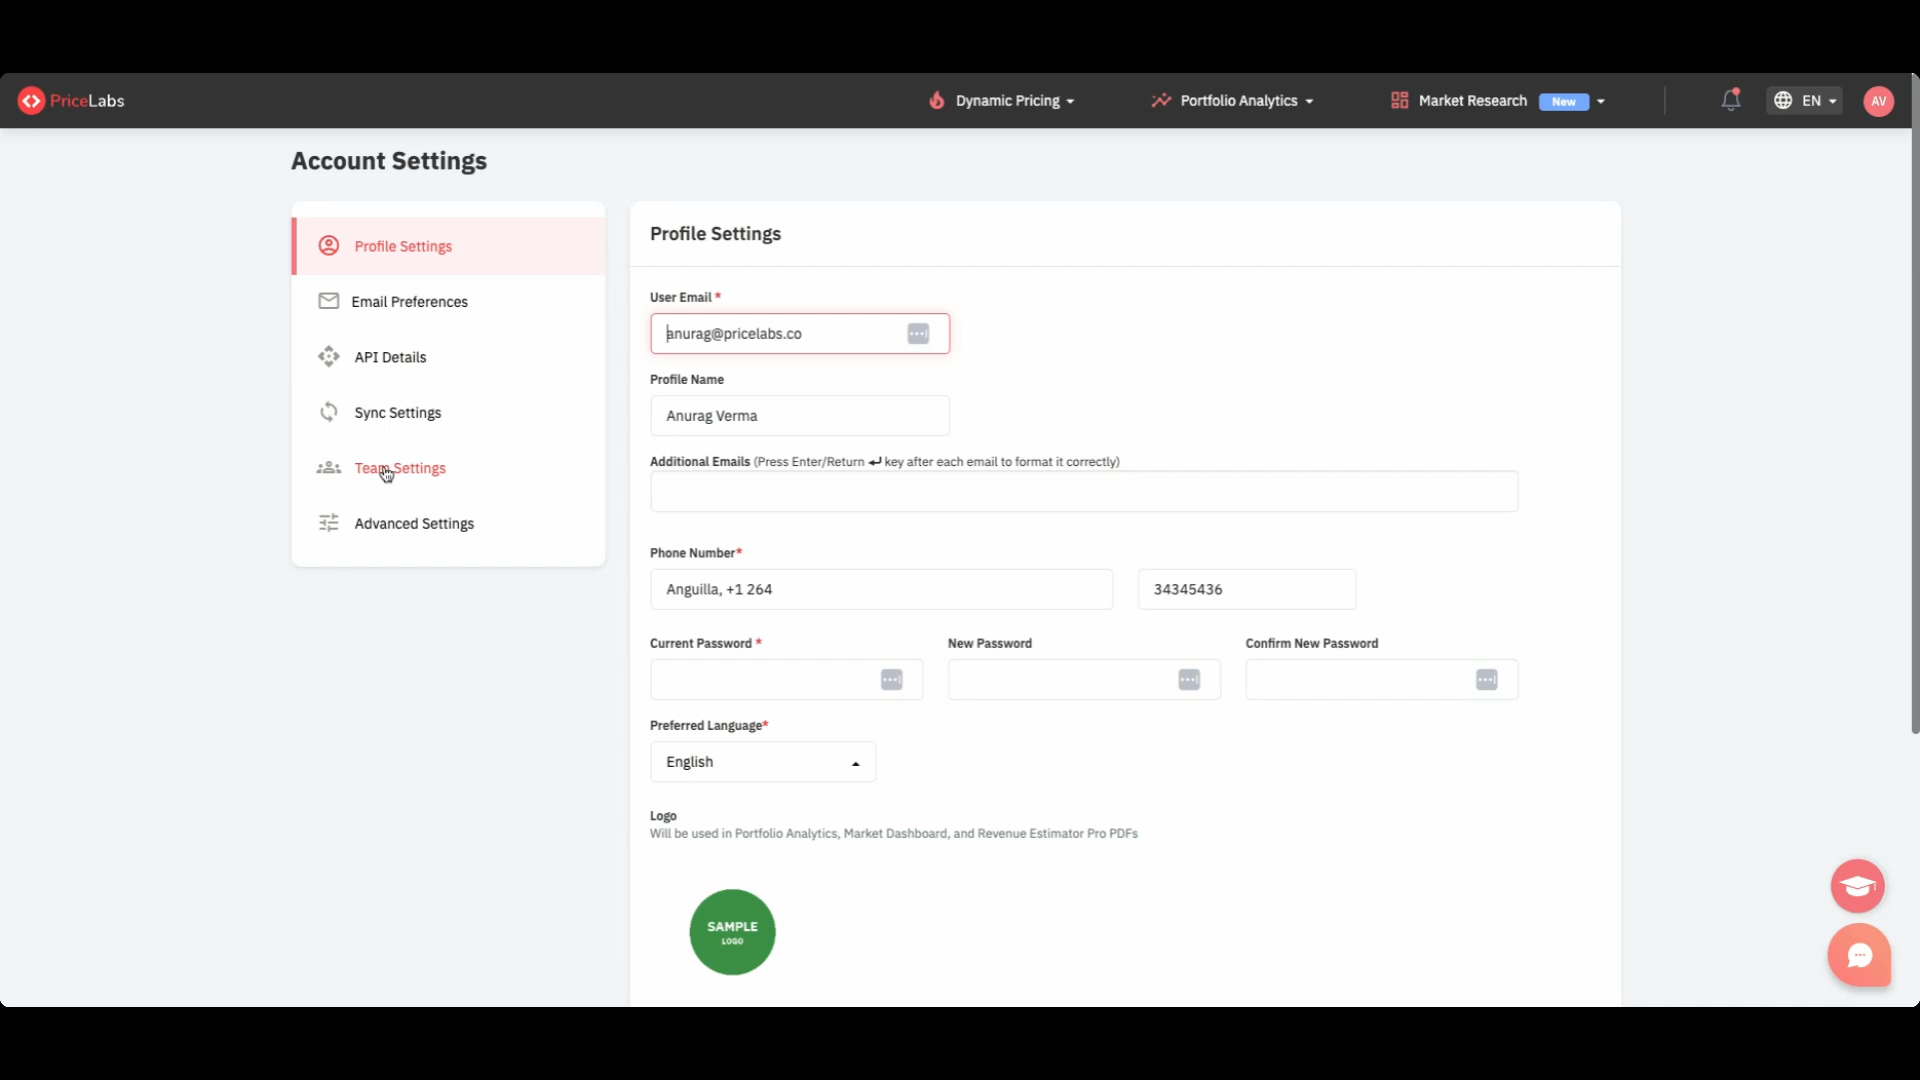 PriceLabs
Dynamic Pricing
Portfolio Analytics
Market Research New
EN
AV
Account Settings
Profile Settings
Email Preferences
API Details
Sync Settings
Team Settings
Advanced Settings
Profile Settings
User Email *
anurag@pricelabs.co
Profile Name
Anurag Verma
Additional Emails (Press Enter/Return ↵ key after each email to format it correctly)
Phone Number*
Anguilla, +1 264
34345436
Current Password *
New Password
Confirm New Password
Preferred Language*
English
Logo
Will be used in Portfolio Analytics, Market Dashboard, and Revenue Estimator Pro PDFs
SAMPLE
LOGO